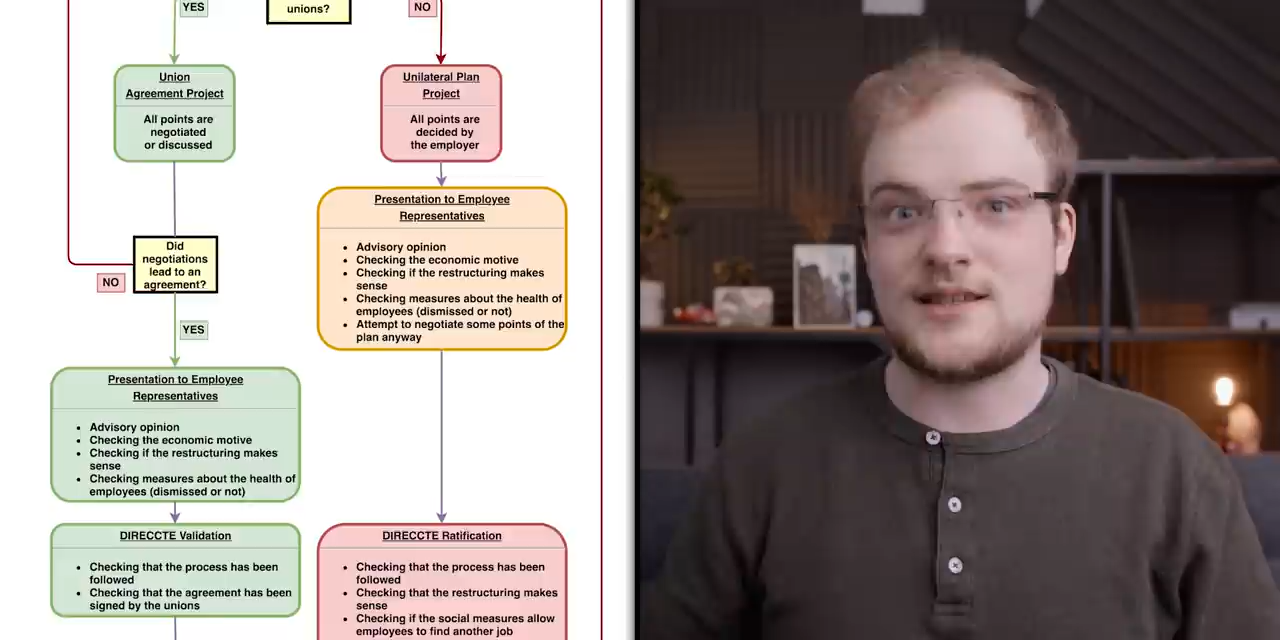 YES
unions?
NO
Union
Agreement Project
All points are
negotiated
or discussed
Unilateral Plan
Project
All points are
decided by
the employer
Presentation to Employee
Representatives
• Advisory opinion
• Checking the economic motive
• Checking if the restructuring makes
sense
• Checking measures about the health of
employees (dismissed or not)
• Attempt to negotiate some points of the
plan anyway
Did
negotiations
lead to an
agreement?
NO
YES
Presentation to Employee
Representatives
• Advisory opinion
• Checking the economic motive
• Checking if the restructuring makes
sense
• Checking measures about the health of
employees (dismissed or not)
DIRECCTE Validation
• Checking that the process has been
followed
• Checking that the agreement has been
signed by the unions
DIRECCTE Ratification
• Checking that the process has been
followed
• Checking that the restructuring makes
sense
• Checking if the social measures allow
employees to find another job